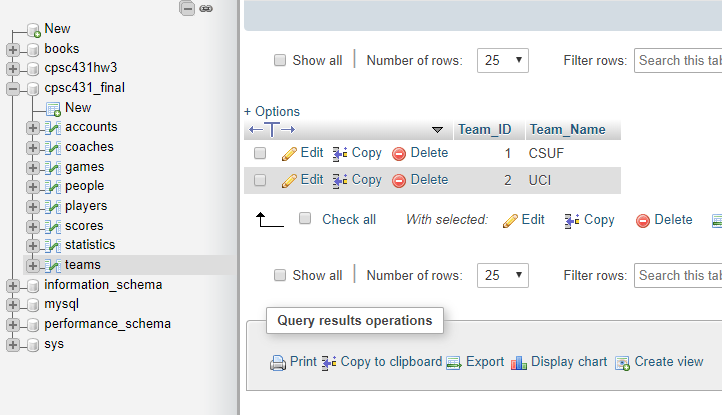 New
books
cpsc431hw3
cpsc431_final
New
accounts
coaches
games
people
players
scores
statistics
teams
information_schema
mysql
performance_schema
sys
Show all Number of rows: 25 Filter rows: Search this tab
+ Options
←T→ Team_ID Team_Name
Edit Copy Delete 1 CSUF
Edit Copy Delete 2 UCI
Check all With selected: Edit Copy Delete
Show all Number of rows: 25 Filter rows: Search this tab
Query results operations
Print Copy to clipboard Export Display chart Create view